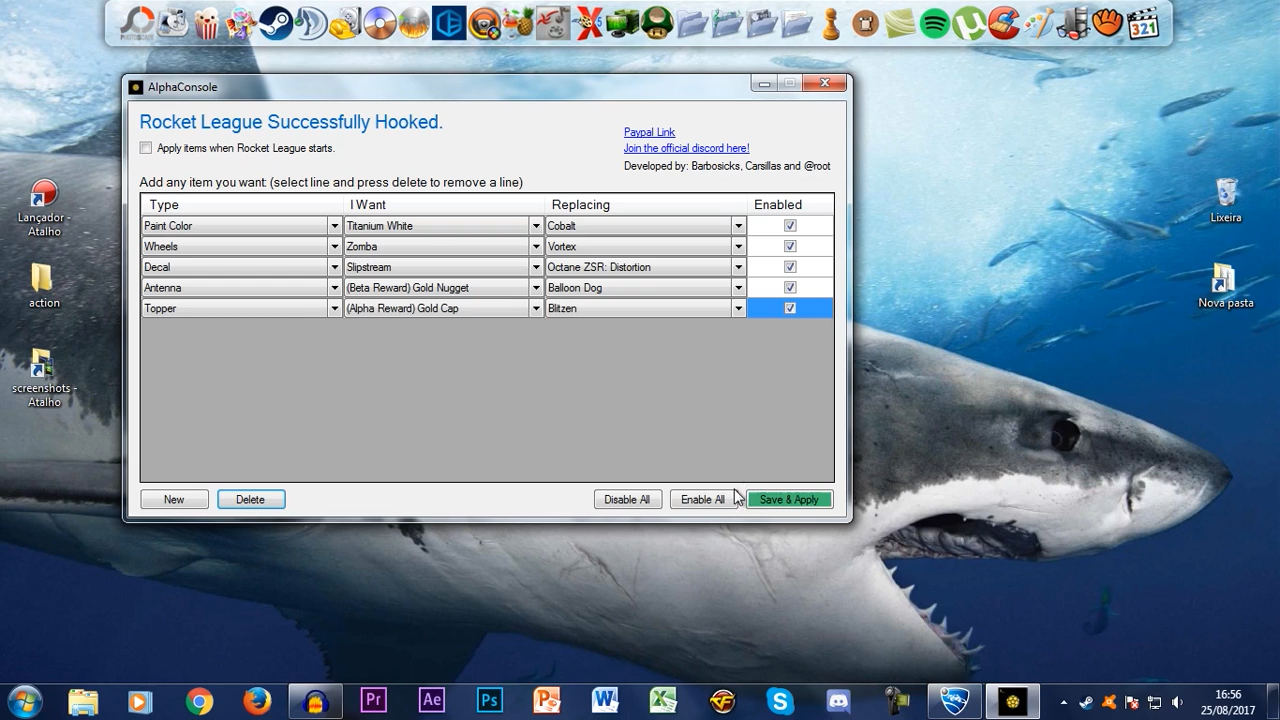 AlphaConsole
Rocket League Successfully Hooked.
Apply items when Rocket League starts.
Paypal Link
Join the official discord here!
Developed by: Barbosicks, Carsillas and @root
Add any item you want: (select line and press delete to remove a line)
Type I Want Replacing Enabled
Paint Color Titanium White Cobalt
Wheels Zomba Vortex
Decal Slipstream Octane ZSR: Distortion
Antenna (Beta Reward) Gold Nugget Balloon Dog
Topper (Alpha Reward) Gold Cap Blitzen
New Delete Disable All Enable All Save & Apply
Lançador -
Atalho
action
screenshots -
Atalho
Lixeira
Nova pasta
321
Pr Ae Ps
16:56
25/08/2017